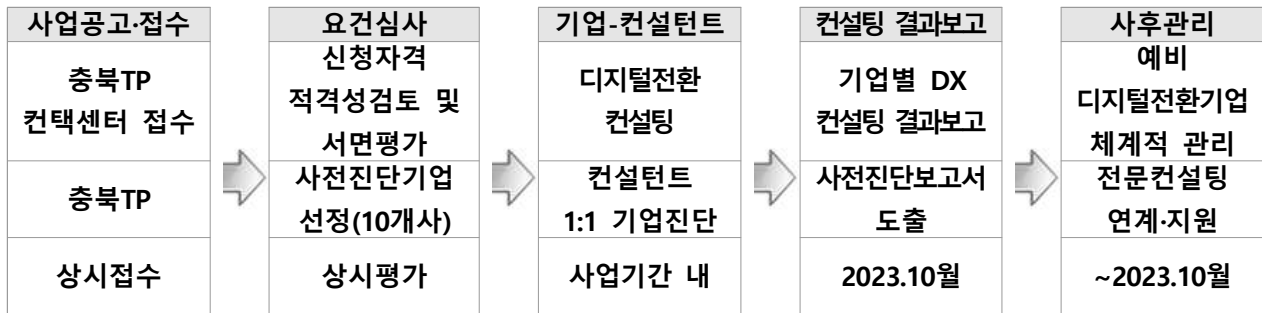 사업공고·접수
충북TP
컨택센터 접수
충북TP
상시접수
요건심사
신청자격
적격성검토 및
서면평가
사전진단기업
선정(10개사)
상시평가
기업-컨설턴트
디지털전환
컨설팅
컨설턴트
1:1 기업진단
사업기간 내
컨설팅 결과보고
기업별 DX
컨설팅 결과보고
사전진단보고서
도출
2023.10월
사후관리
예비
디지털전환기업
체계적 관리
전문컨설팅
연계·지원
~2023.10월